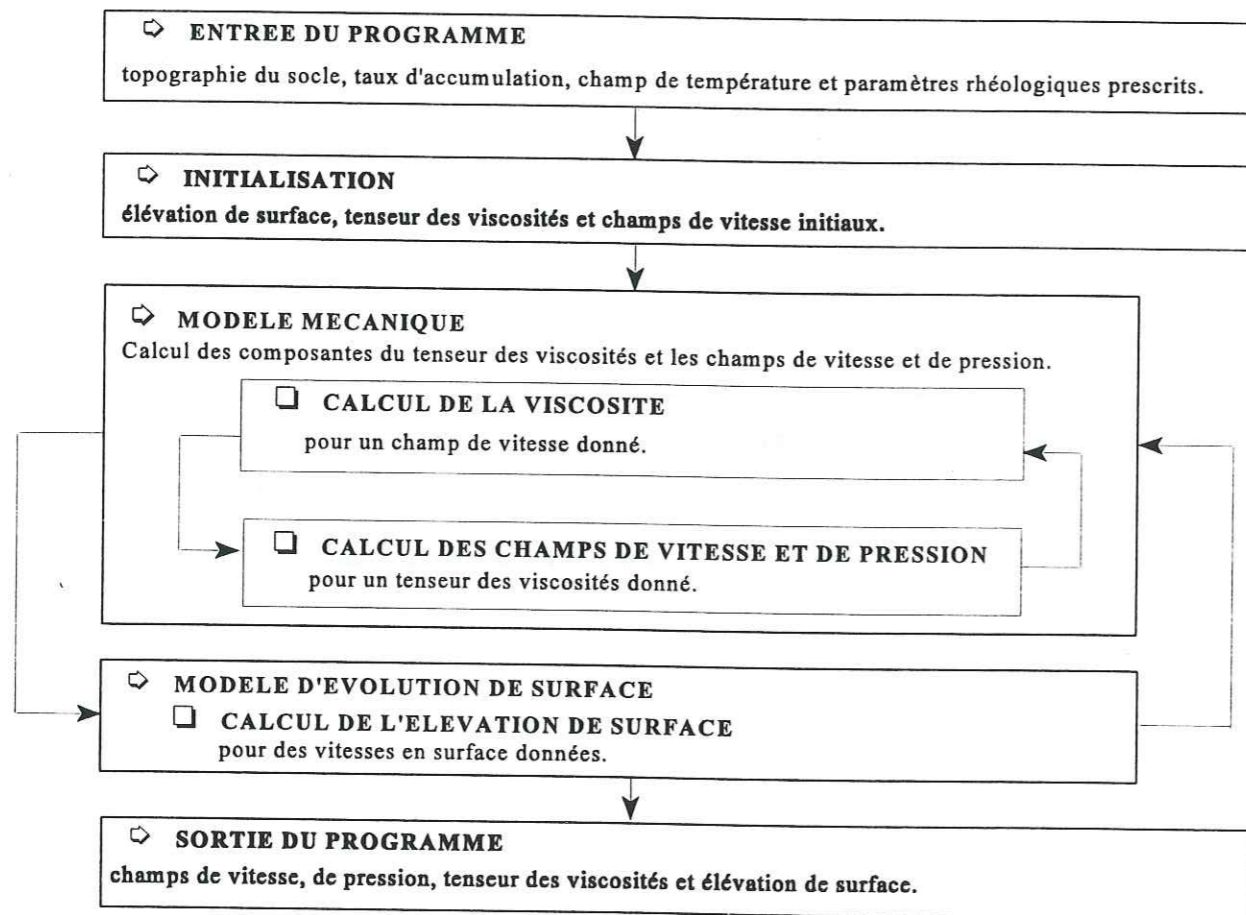 ENTREE DU PROGRAMME
topographie du socle, taux d'accumulation, champ de température et paramètres rhéologiques prescrits.
INITIALISATION
élévation de surface, tenseur des viscosités et champs de vitesse initiaux.
MODELE MECANIQUE
Calcul des composantes du tenseur des viscosités et les champs de vitesse et de pression.
CALCUL DE LA VISCOSITE
pour un champ de vitesse donné.
CALCUL DES CHAMPS DE VITESSE ET DE PRESSION
pour un tenseur des viscosités donné.
MODELE D'EVOLUTION DE SURFACE
CALCUL DE L'ELEVATION DE SURFACE
pour des vitesses en surface données.
SORTIE DU PROGRAMME
champs de vitesse, de pression, tenseur des viscosités et élévation de surface.